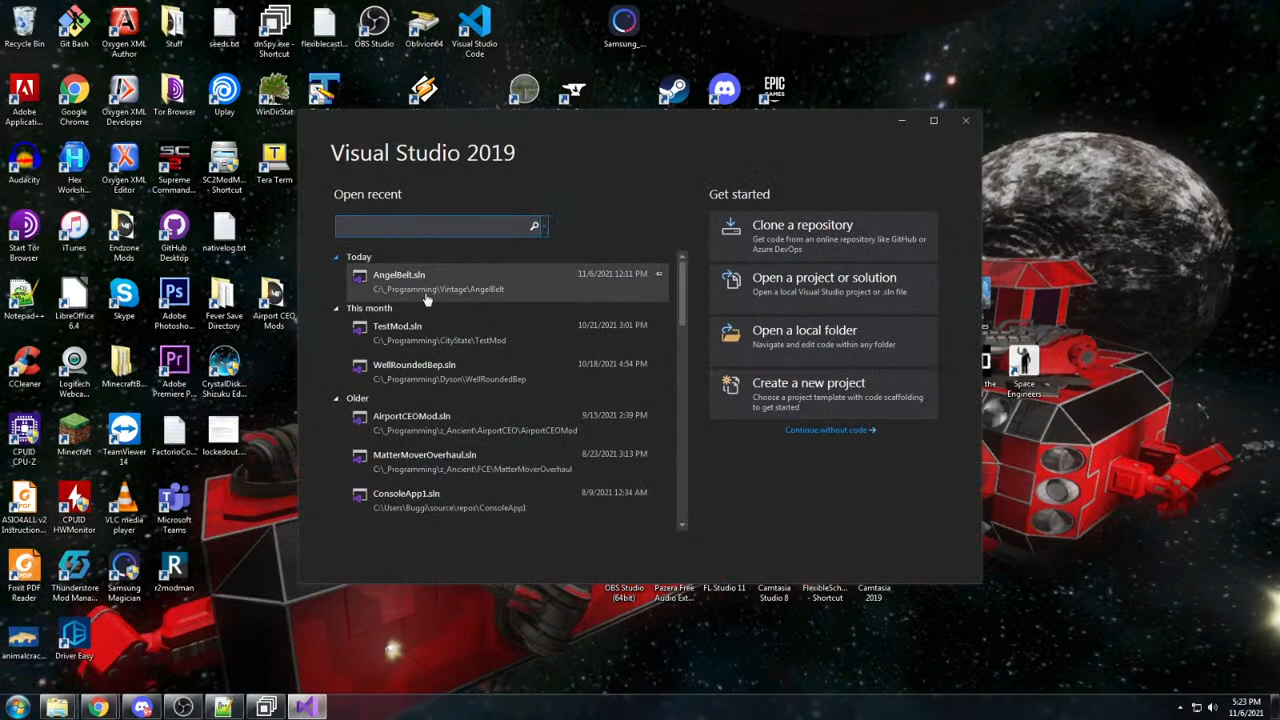 Recycle Bin
Git Bash
Oxygen XML
Author
Stuff
seeds.txt
dnSpy.exe -
Shortcut
flexiblecastl...
OBS Studio
Oblivion64
Visual Studio
Code
Samsung_...
Adobe
Applicati...
Google
Chrome
Oxygen XML
Developer
Tor Browser
Uplay
WinDirStat
EPIC
GAMES
Audacity
Hex
Worksh...
Oxygen XML
Editor
Supreme
Comman...
SC2ModM...
- Shortcut
Tera Term
Start Tor
Browser
iTunes
Endzone
Mods
GitHub
Desktop
nativelog.txt
Notepad++
LibreOffice
6.4
Skype
Adobe
Photosho...
Fever Save
Directory
Airport CEO
Mods
CCleaner
Logitech
Webca...
MinecraftB...
Adobe
Premiere P...
CrystalDisk...
Shizuku Edi...
CPUID
CPU-Z
Minecraft
TeamViewer
14
FactorioCo...
lockedout....
ASIO4ALL v2
Instruction...
CPUID
HWMonitor
VLC media
player
Microsoft
Teams
Foxit PDF
Reader
Thunderstore
Mod Mana...
Samsung
Magician
r2modman
animalcrac...
Driver Easy
Visual Studio 2019
Open recent
Today
AngelBelt.sln
11/6/2021 12:11 PM
C:\_Programming\Vintage\AngelBelt
This month
TestMod.sln
10/21/2021 3:01 PM
C:\_Programming\CityState\TestMod
WellRoundedBep.sln
10/18/2021 4:54 PM
C:\_Programming\Dyson\WellRoundedBep
Older
AirportCEOMod.sln
9/15/2021 2:39 PM
C:\_Programming\z_Ancient\AirportCEO\AirportCEOMod
MatterMoverOverhaul.sln
8/23/2021 3:13 PM
C:\_Programming\z_Ancient\FCE\MatterMoverOverhaul
ConsoleApp1.sln
8/9/2021 12:34 AM
C:\Users\Buggi\source\repos\ConsoleApp1
Get started
Clone a repository
Get code from an online repository like GitHub or
Azure DevOps
Open a project or solution
Open a local Visual Studio project or .sln file
Open a local folder
Navigate and edit code within any folder
Create a new project
Choose a project template with code scaffolding
to get started
Continue without code →
Space
Engineers
OBS Studio
(64bit)
Pazera Free
Audio Ext...
FL Studio 11
FlexibleSch...
- Shortcut
Camtasia
Studio 8
Camtasia
2019
5:23 PM
11/6/2021